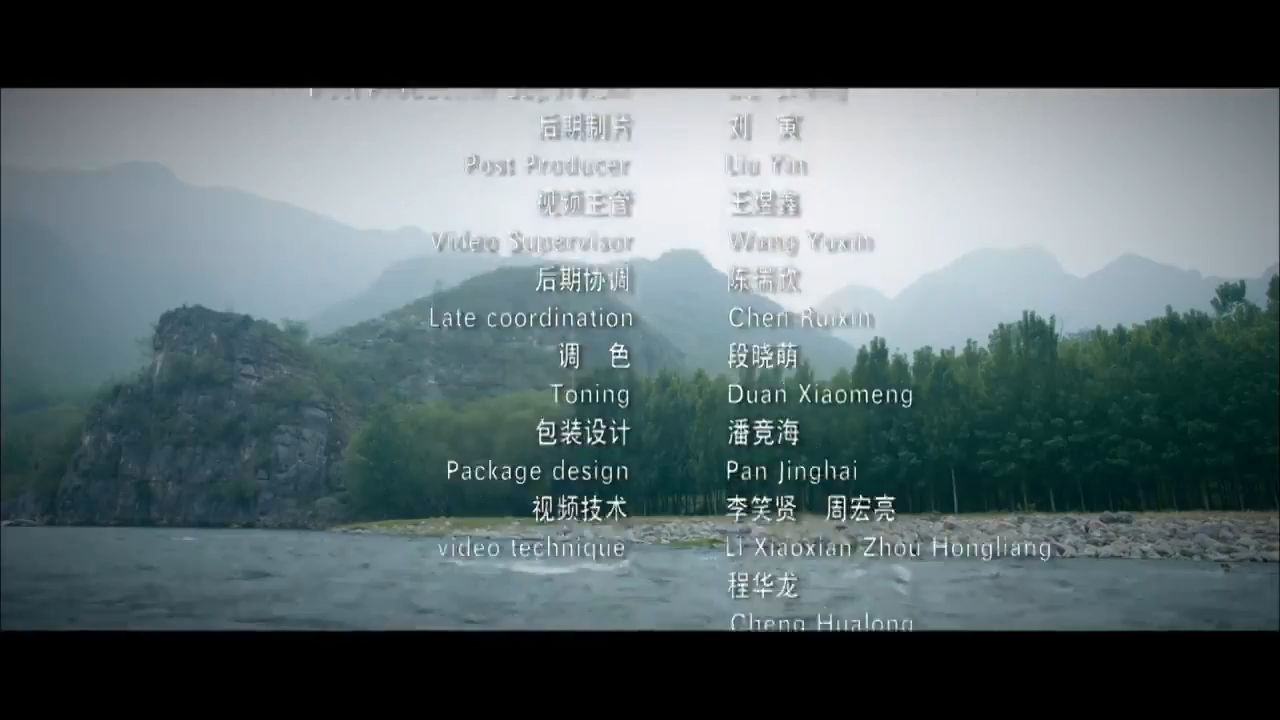 后期制片 刘 寅
Post Producer Liu Yin
视频主管 王煜鑫
Video Supervisor Wang Yuxin
后期协调 陈瑞欣
Late coordination Chen Ruixin
调 色 段晓萌
Toning Duan Xiaomeng
包装设计 潘竞海
Package design Pan Jinghai
视频技术 李笑贤 周宏亮
video technique Li Xiaoxian Zhou Hongliang
程华龙
Cheng Hualong